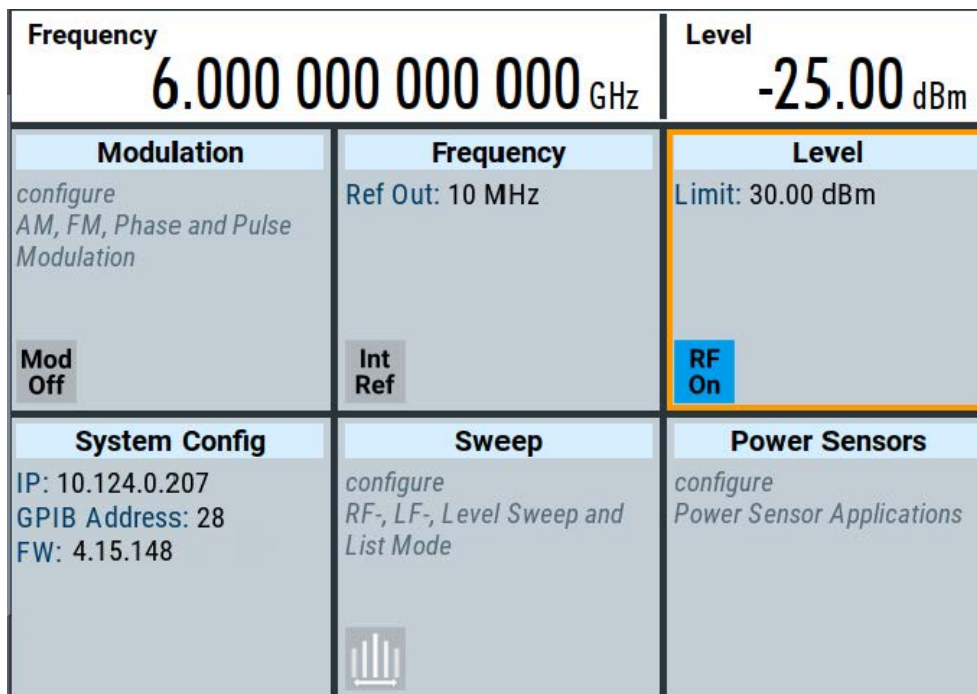 Frequency
Level
6.000 000 000 000 GHz
-25.00 dBm
Modulation
configure
AM, FM, Phase and Pulse
Modulation
Mod
Off
Frequency
Ref Out: 10 MHz
Int
Ref
Level
Limit: 30.00 dBm
RF
On
System Config
IP: 10.124.0.207
GPIB Address: 28
FW: 4.15.148
Sweep
configure
RF-, LF-, Level Sweep and
List Mode
Power Sensors
configure
Power Sensor Applications